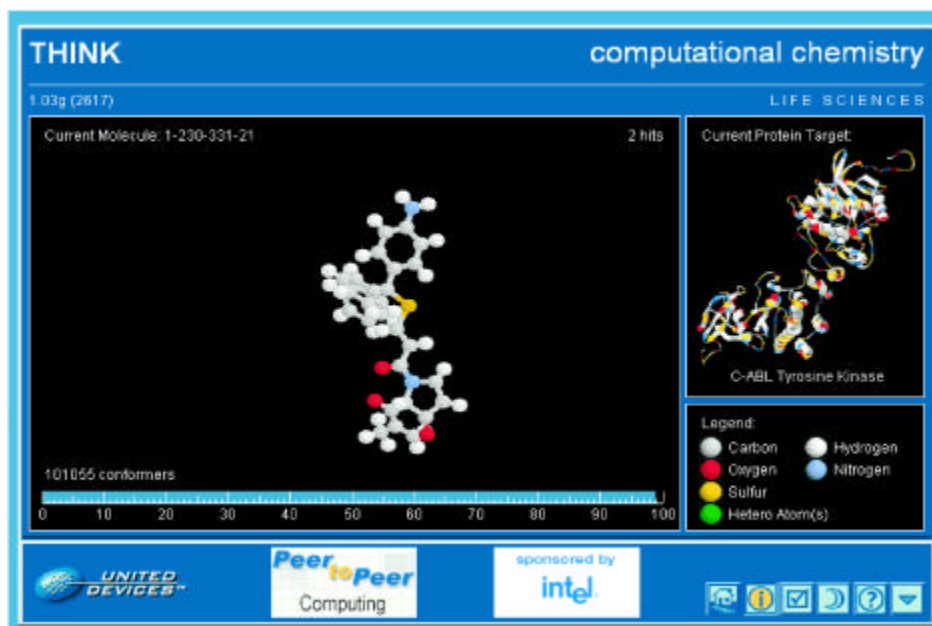 THINK
computational chemistry
1.03g (2617)
LIFE SCIENCES
Current Molecule: 1-230-331-21
2 hits
Current Protein Target:
C-ABL Tyrosine Kinase
101055 conformers
0 10 20 30 40 50 60 70 80 90 100
Legend:
Carbon
Hydrogen
Oxygen
Nitrogen
Sulfur
Hetero Atom(s)
UNITED
DEVICES™
Peer
to Peer
Computing
sponsored by
intel.